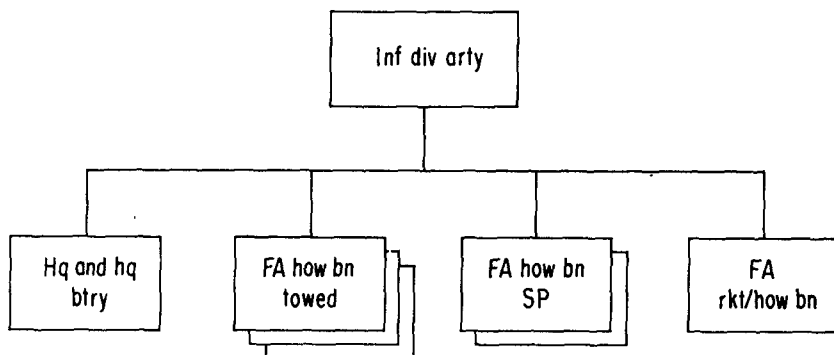 Inf div arty
Hq and hq
btry
FA how bn
towed
FA how bn
SP
FA
rkt/how bn